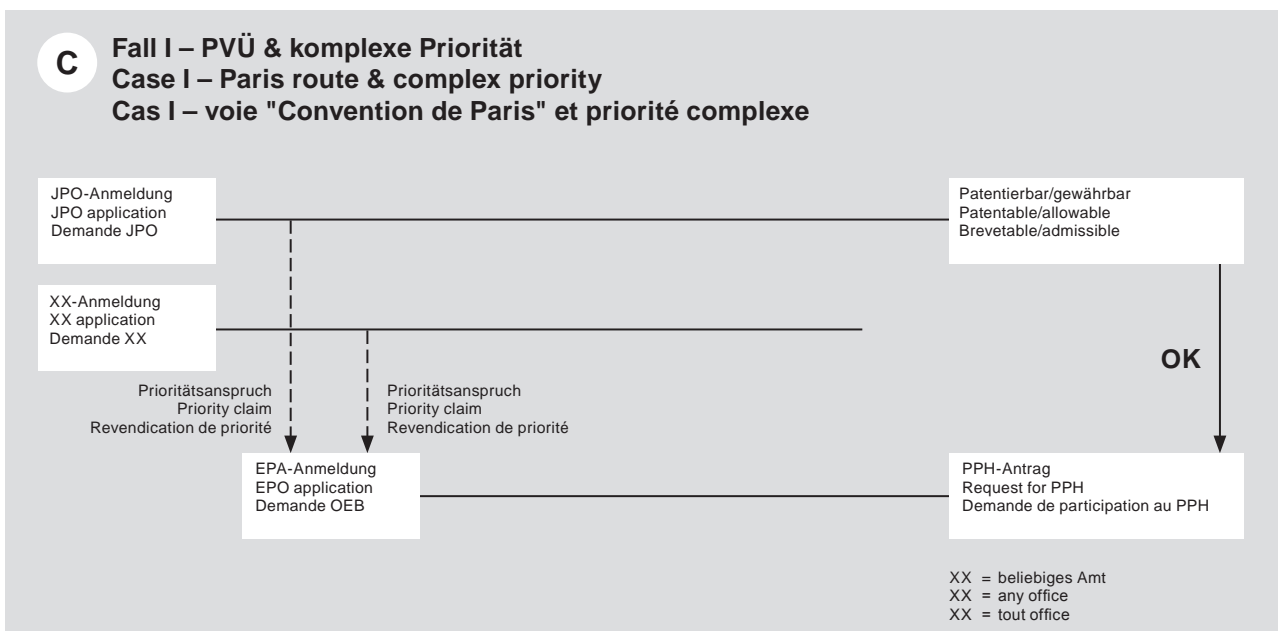 C
Fall I – PVÜ & komplexe Priorität
Case I – Paris route & complex priority
Cas I – voie "Convention de Paris" et priorité complexe
JPO-Anmeldung
JPO application
Demande JPO
Patentierbar/gewährbar
Patentable/allowable
Brevetable/admissible
XX-Anmeldung
XX application
Demande XX
OK
Prioritätsanspruch
Priority claim
Revendication de priorité
Prioritätsanspruch
Priority claim
Revendication de priorité
EPA-Anmeldung
EPO application
Demande OEB
PPH-Antrag
Request for PPH
Demande de participation au PPH
XX = beliebiges Amt
XX = any office
XX = tout office